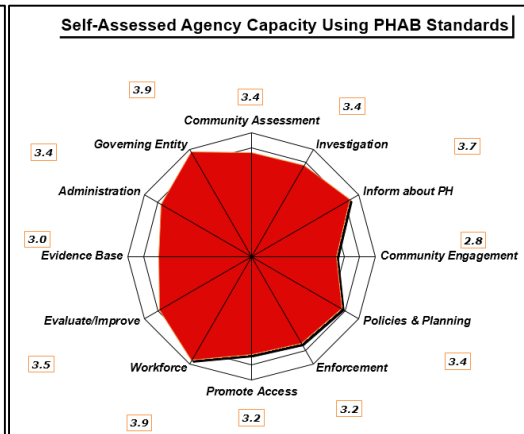 Self-Assessed Agency Capacity Using PHAB Standards
3.9
3.4
3.4
Community Assessment
Governing Entity
Investigation
3.4
3.7
Administration
Inform about PH
3.0
Evidence Base
Community Engagement
2.8
Evaluate/Improve
Policies & Planning
3.5
Workforce
Enforcement
3.4
Promote Access
3.9
3.2
3.2